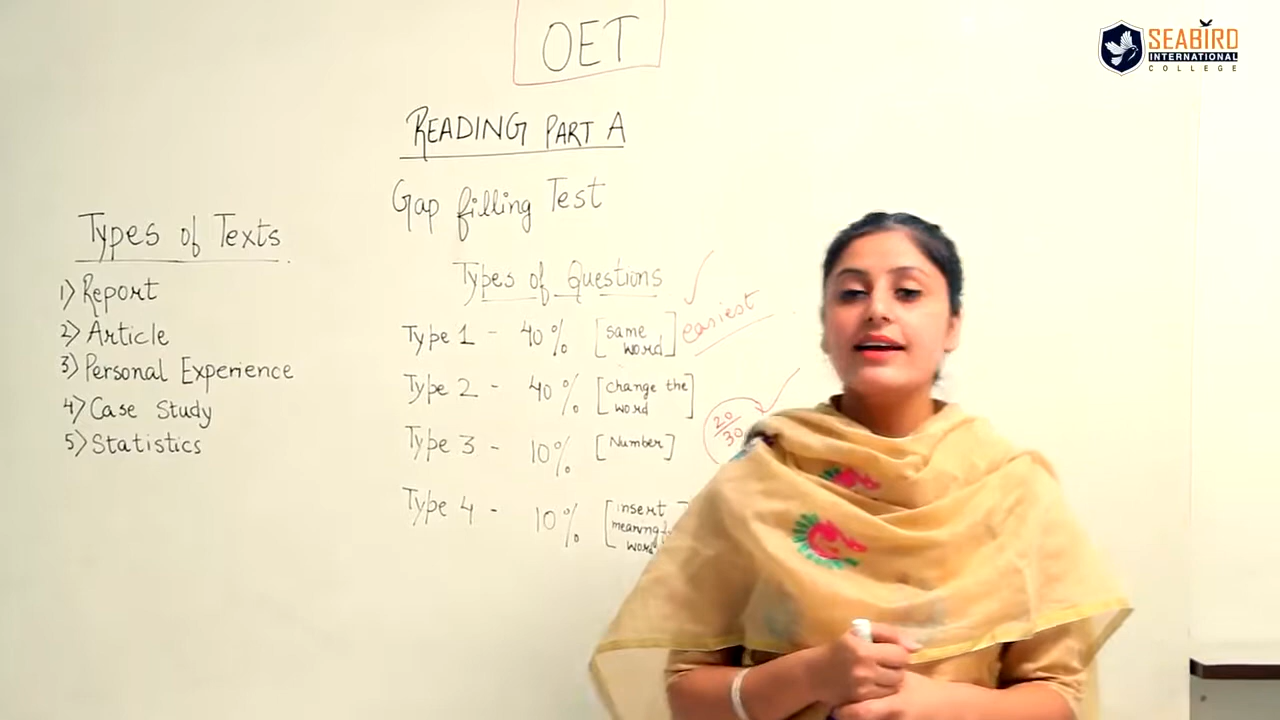 OET
SEABIRD
INTERNATIONAL
COLLEGE
READING PART A
Gap filling Test
Types of Texts
1) Report
2) Article
3) Personal Experience
4) Case Study
5) Statistics
Types of Questions
Type 1 - 40% [same word] easiest
Type 2 - 40% [change the word]
Type 3 - 10% [Number]
20/30
Type 4 - 10% [insert
word